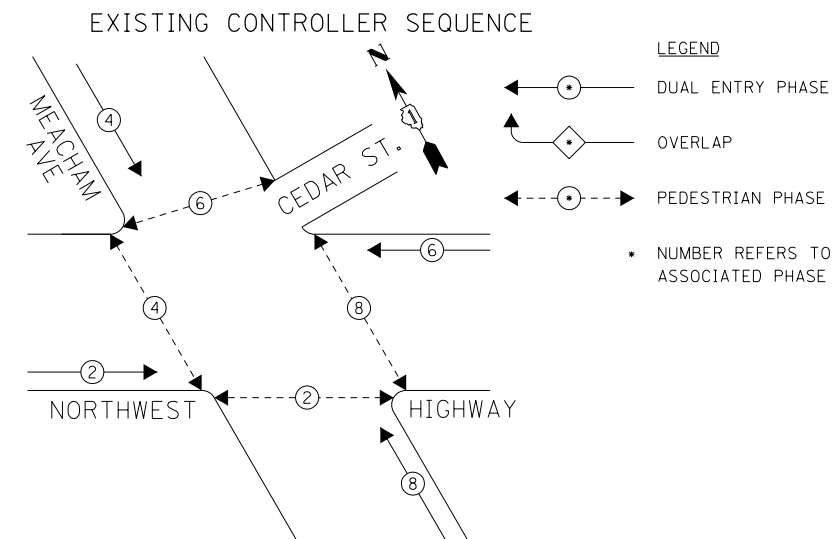 EXISTING CONTROLLER SEQUENCE
N
1
MEACHAM
AVE
4
CEDAR ST.
6
6
4
8
2
2
NORTHWEST
HIGHWAY
8
LEGEND
* DUAL ENTRY PHASE
* OVERLAP
* PEDESTRIAN PHASE
* NUMBER REFERS TO
ASSOCIATED PHASE